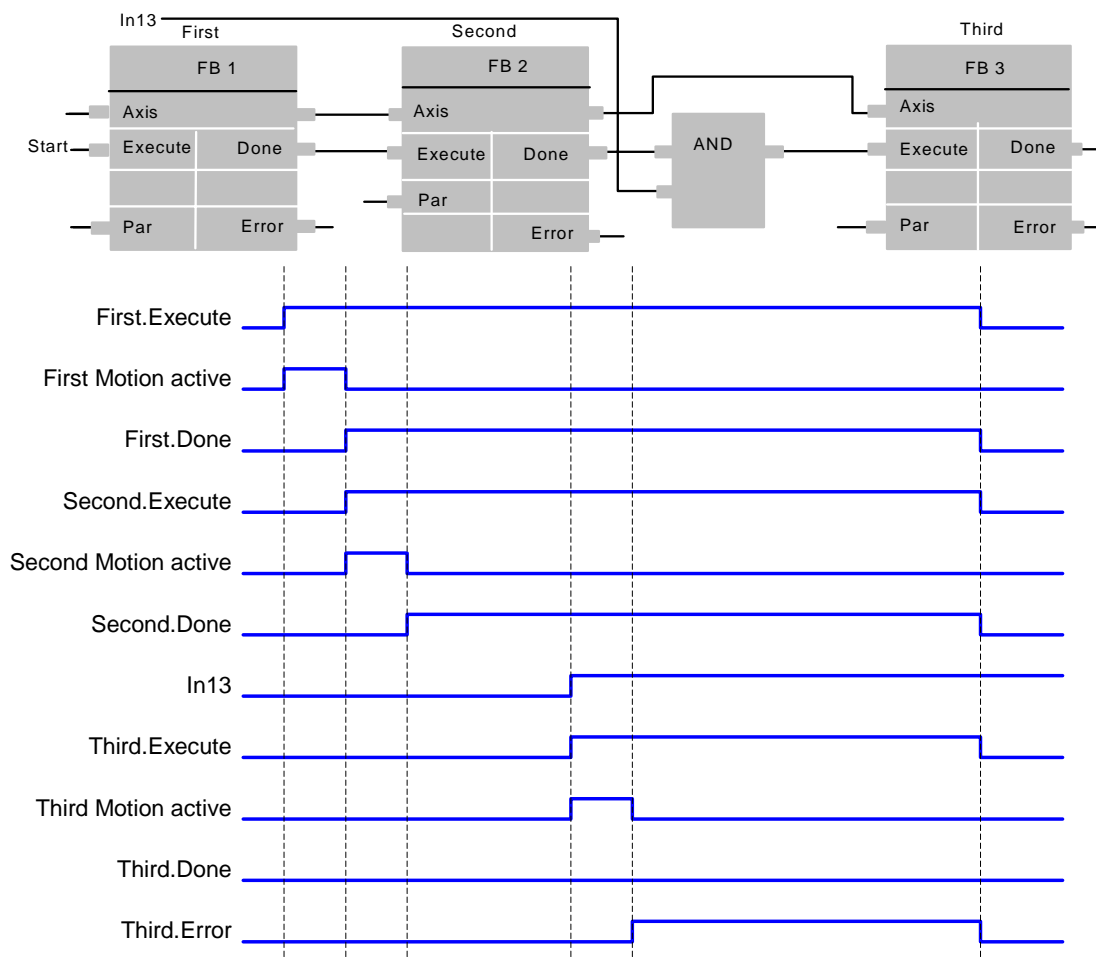 In13
First
Second
Third
FB 1
FB 2
FB 3
Axis
Axis
Axis
Start
Execute
Done
Execute
Done
AND
Execute
Done
Par
Error
Par
Error
Par
Error
First.Execute
First Motion active
First.Done
Second.Execute
Second Motion active
Second.Done
In13
Third.Execute
Third Motion active
Third.Done
Third.Error